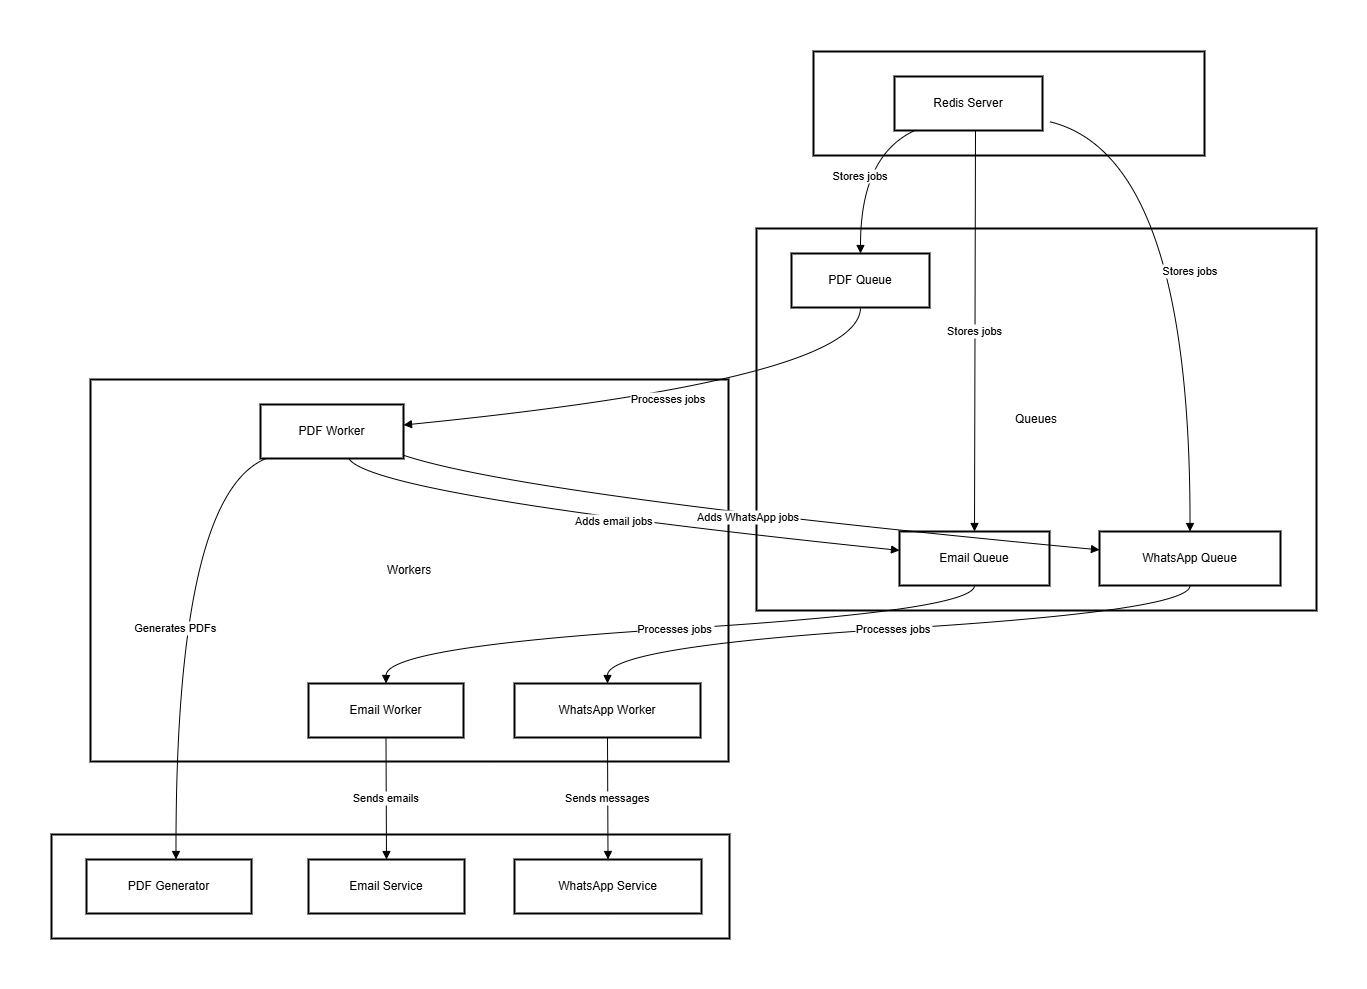 Redis Server
Stores jobs
Stores jobs
PDF Queue
Stores jobs
Processes jobs
Queues
PDF Worker
Adds email jobs
Adds WhatsApp jobs
Email Queue
WhatsApp Queue
Workers
Generates PDFs
Processes jobs
Processes jobs
Email Worker
WhatsApp Worker
Sends emails
Sends messages
PDF Generator
Email Service
WhatsApp Service